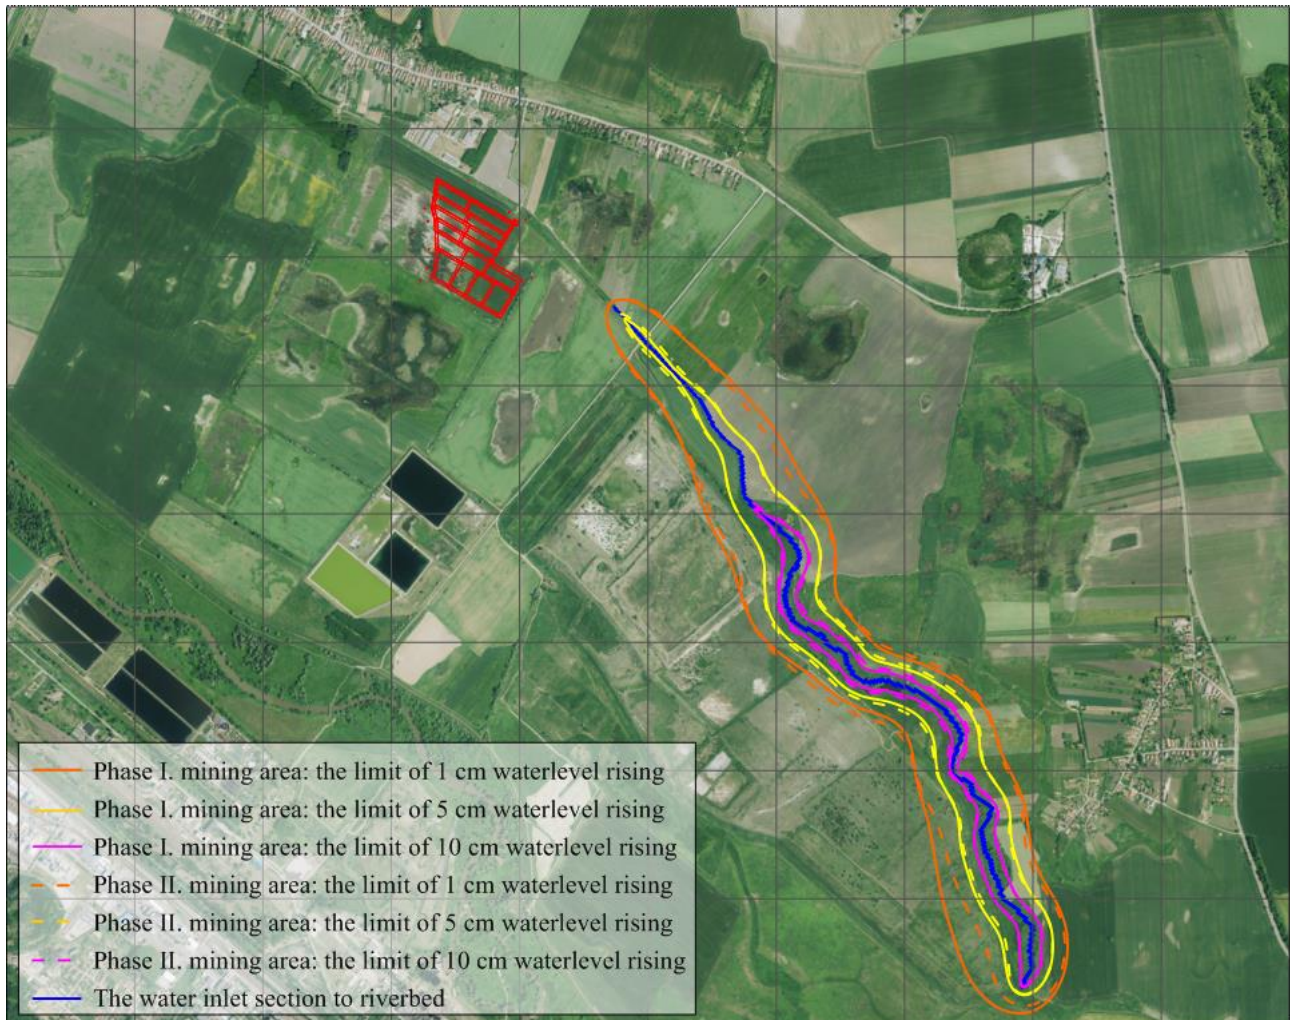 Phase I. mining area: the limit of 1 cm waterlevel rising
Phase I. mining area: the limit of 5 cm waterlevel rising
Phase I. mining area: the limit of 10 cm waterlevel rising
Phase II. mining area: the limit of 1 cm waterlevel rising
Phase II. mining area: the limit of 5 cm waterlevel rising
Phase II. mining area: the limit of 10 cm waterlevel rising
The water inlet section to riverbed